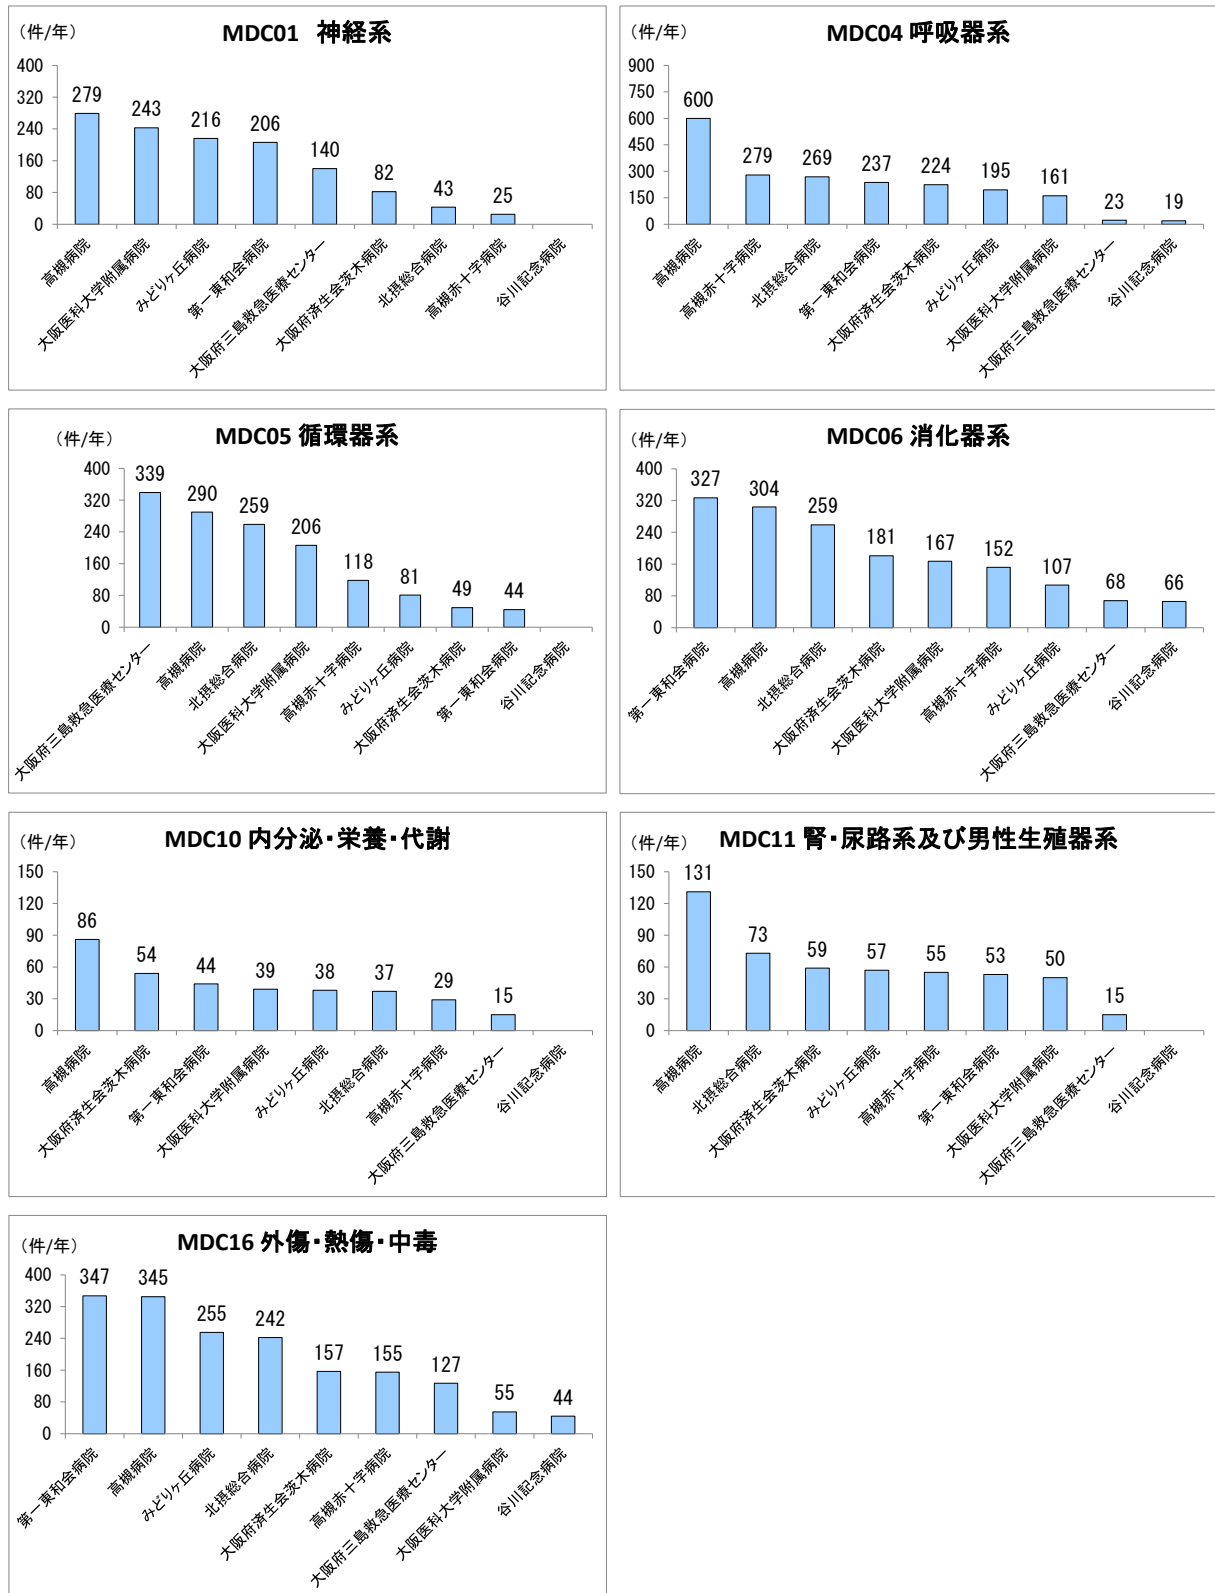 （件/年）
MDC01 神経系
400
320
240
160
80
0
279
243
216
206
140
82
43
25
高槻病院
大阪医科大学附属病院
みどりヶ丘病院
第一東和会病院
大阪府三島救急医療センター
大阪府済生会茨木病院
北摂総合病院
高槻赤十字病院
谷川記念病院
（件/年）
MDC04 呼吸器系
900
750
600
450
300
150
0
600
279
269
237
224
195
161
23
19
高槻病院
高槻赤十字病院
北摂総合病院
第一東和会病院
大阪府済生会茨木病院
みどりヶ丘病院
大阪医科大学附属病院
大阪府三島救急医療センター
谷川記念病院
（件/年）
MDC05 循環器系
400
320
240
160
80
0
339
290
259
206
118
81
49
44
大阪府三島救急医療センター
高槻病院
北摂総合病院
大阪医科大学附属病院
高槻赤十字病院
みどりヶ丘病院
大阪府済生会茨木病院
第一東和会病院
谷川記念病院
（件/年）
MDC06 消化器系
400
320
240
160
80
0
327
304
259
181
167
152
107
68
66
第一東和会病院
高槻病院
北摂総合病院
大阪府済生会茨木病院
大阪医科大学附属病院
高槻赤十字病院
みどりヶ丘病院
大阪府三島救急医療センター
谷川記念病院
（件/年）
MDC10 内分泌・栄養・代謝
150
120
90
60
30
0
86
54
44
39
38
37
29
15
高槻病院
大阪府済生会茨木病院
第一東和会病院
大阪医科大学附属病院
みどりヶ丘病院
北摂総合病院
高槻赤十字病院
大阪府三島救急医療センター
谷川記念病院
（件/年）
MDC11 腎・尿路系及び男性生殖器系
150
120
90
60
30
0
131
73
59
57
55
53
50
15
高槻病院
北摂総合病院
大阪府済生会茨木病院
みどりヶ丘病院
高槻赤十字病院
第一東和会病院
大阪医科大学附属病院
大阪府三島救急医療センター
谷川記念病院
（件/年）
MDC16 外傷・熱傷・中毒
400
320
240
160
80
0
347
345
255
242
157
155
127
55
44
第一東和会病院
高槻病院
みどりヶ丘病院
北摂総合病院
大阪府済生会茨木病院
高槻赤十字病院
大阪府三島救急医療センター
大阪医科大学附属病院
谷川記念病院